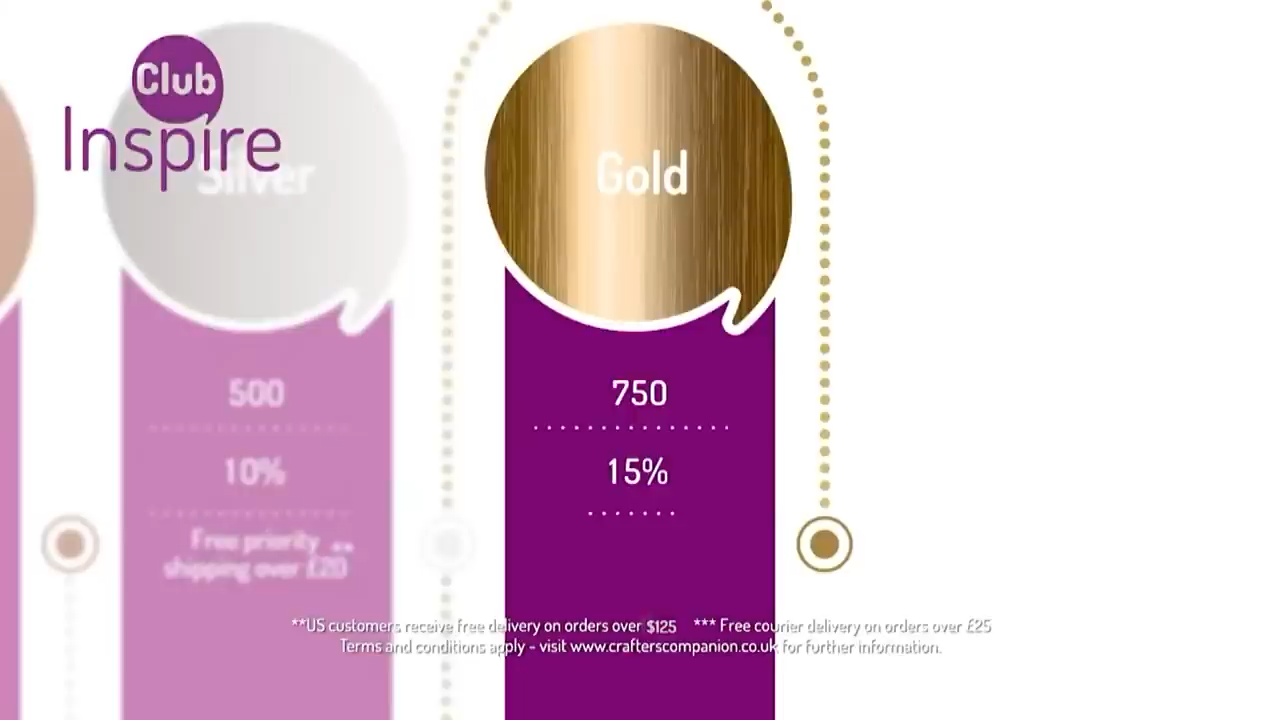 Club
Inspire
Silver
Gold
500
750
10%
15%
Free priority **
shipping over £20
**US customers receive free delivery on orders over $125 *** Free courier delivery on orders over £25
Terms and conditions apply - visit www.crafterscompanion.co.uk for further information.